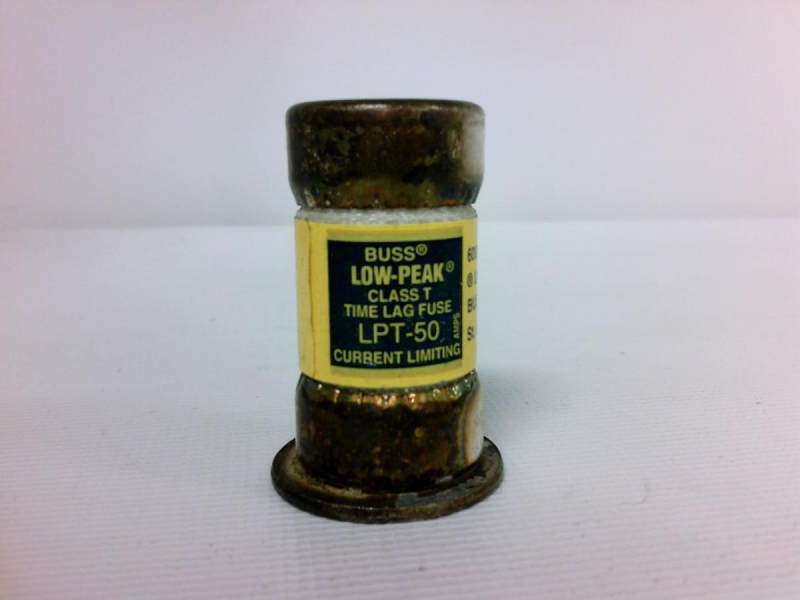 BUSS®
LOW-PEAK®
CLASS T
TIME LAG FUSE
LPT-50 AMPS
CURRENT LIMITING